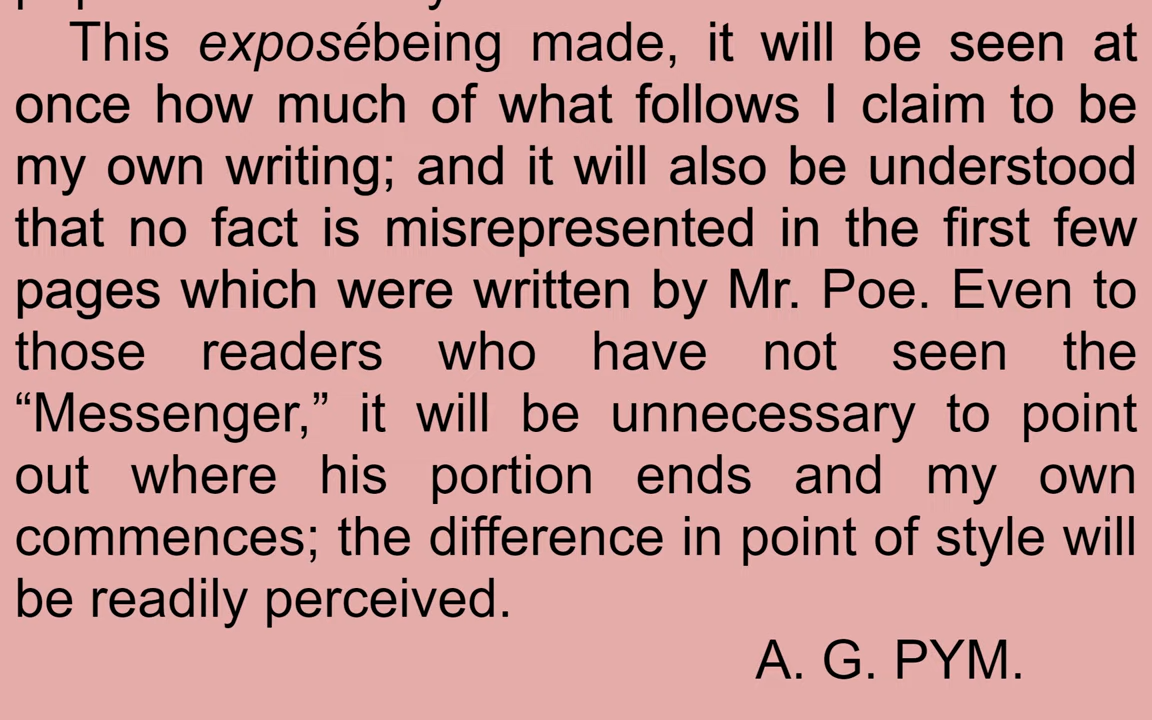 This exposébeing made, it will be seen at
once how much of what follows I claim to be
my own writing; and it will also be understood
that no fact is misrepresented in the first few
pages which were written by Mr. Poe. Even to
those readers who have not seen the
“Messenger,” it will be unnecessary to point
out where his portion ends and my own
commences; the difference in point of style will
be readily perceived.
A. G. PYM.